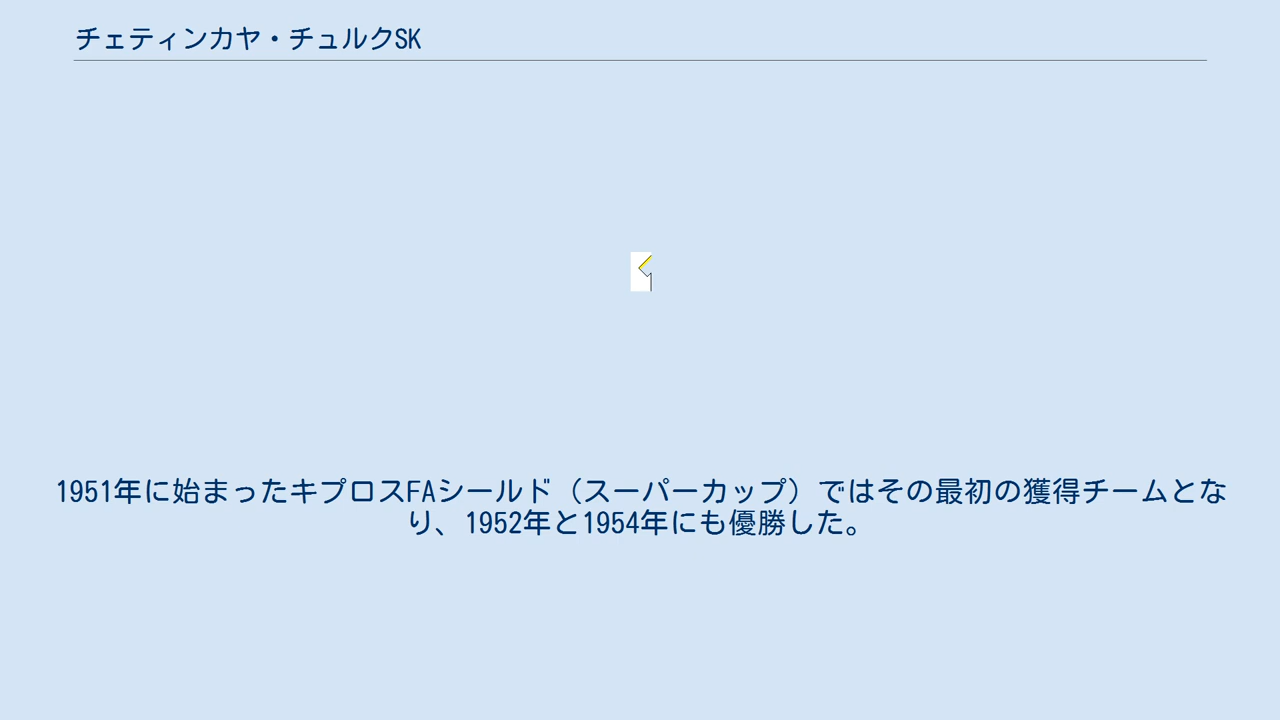 チェティンカヤ・チュルクSK
1951年に始まったキプロスFAシールド（スーパーカップ）ではその最初の獲得チームとな
り、1952年と1954年にも優勝した。